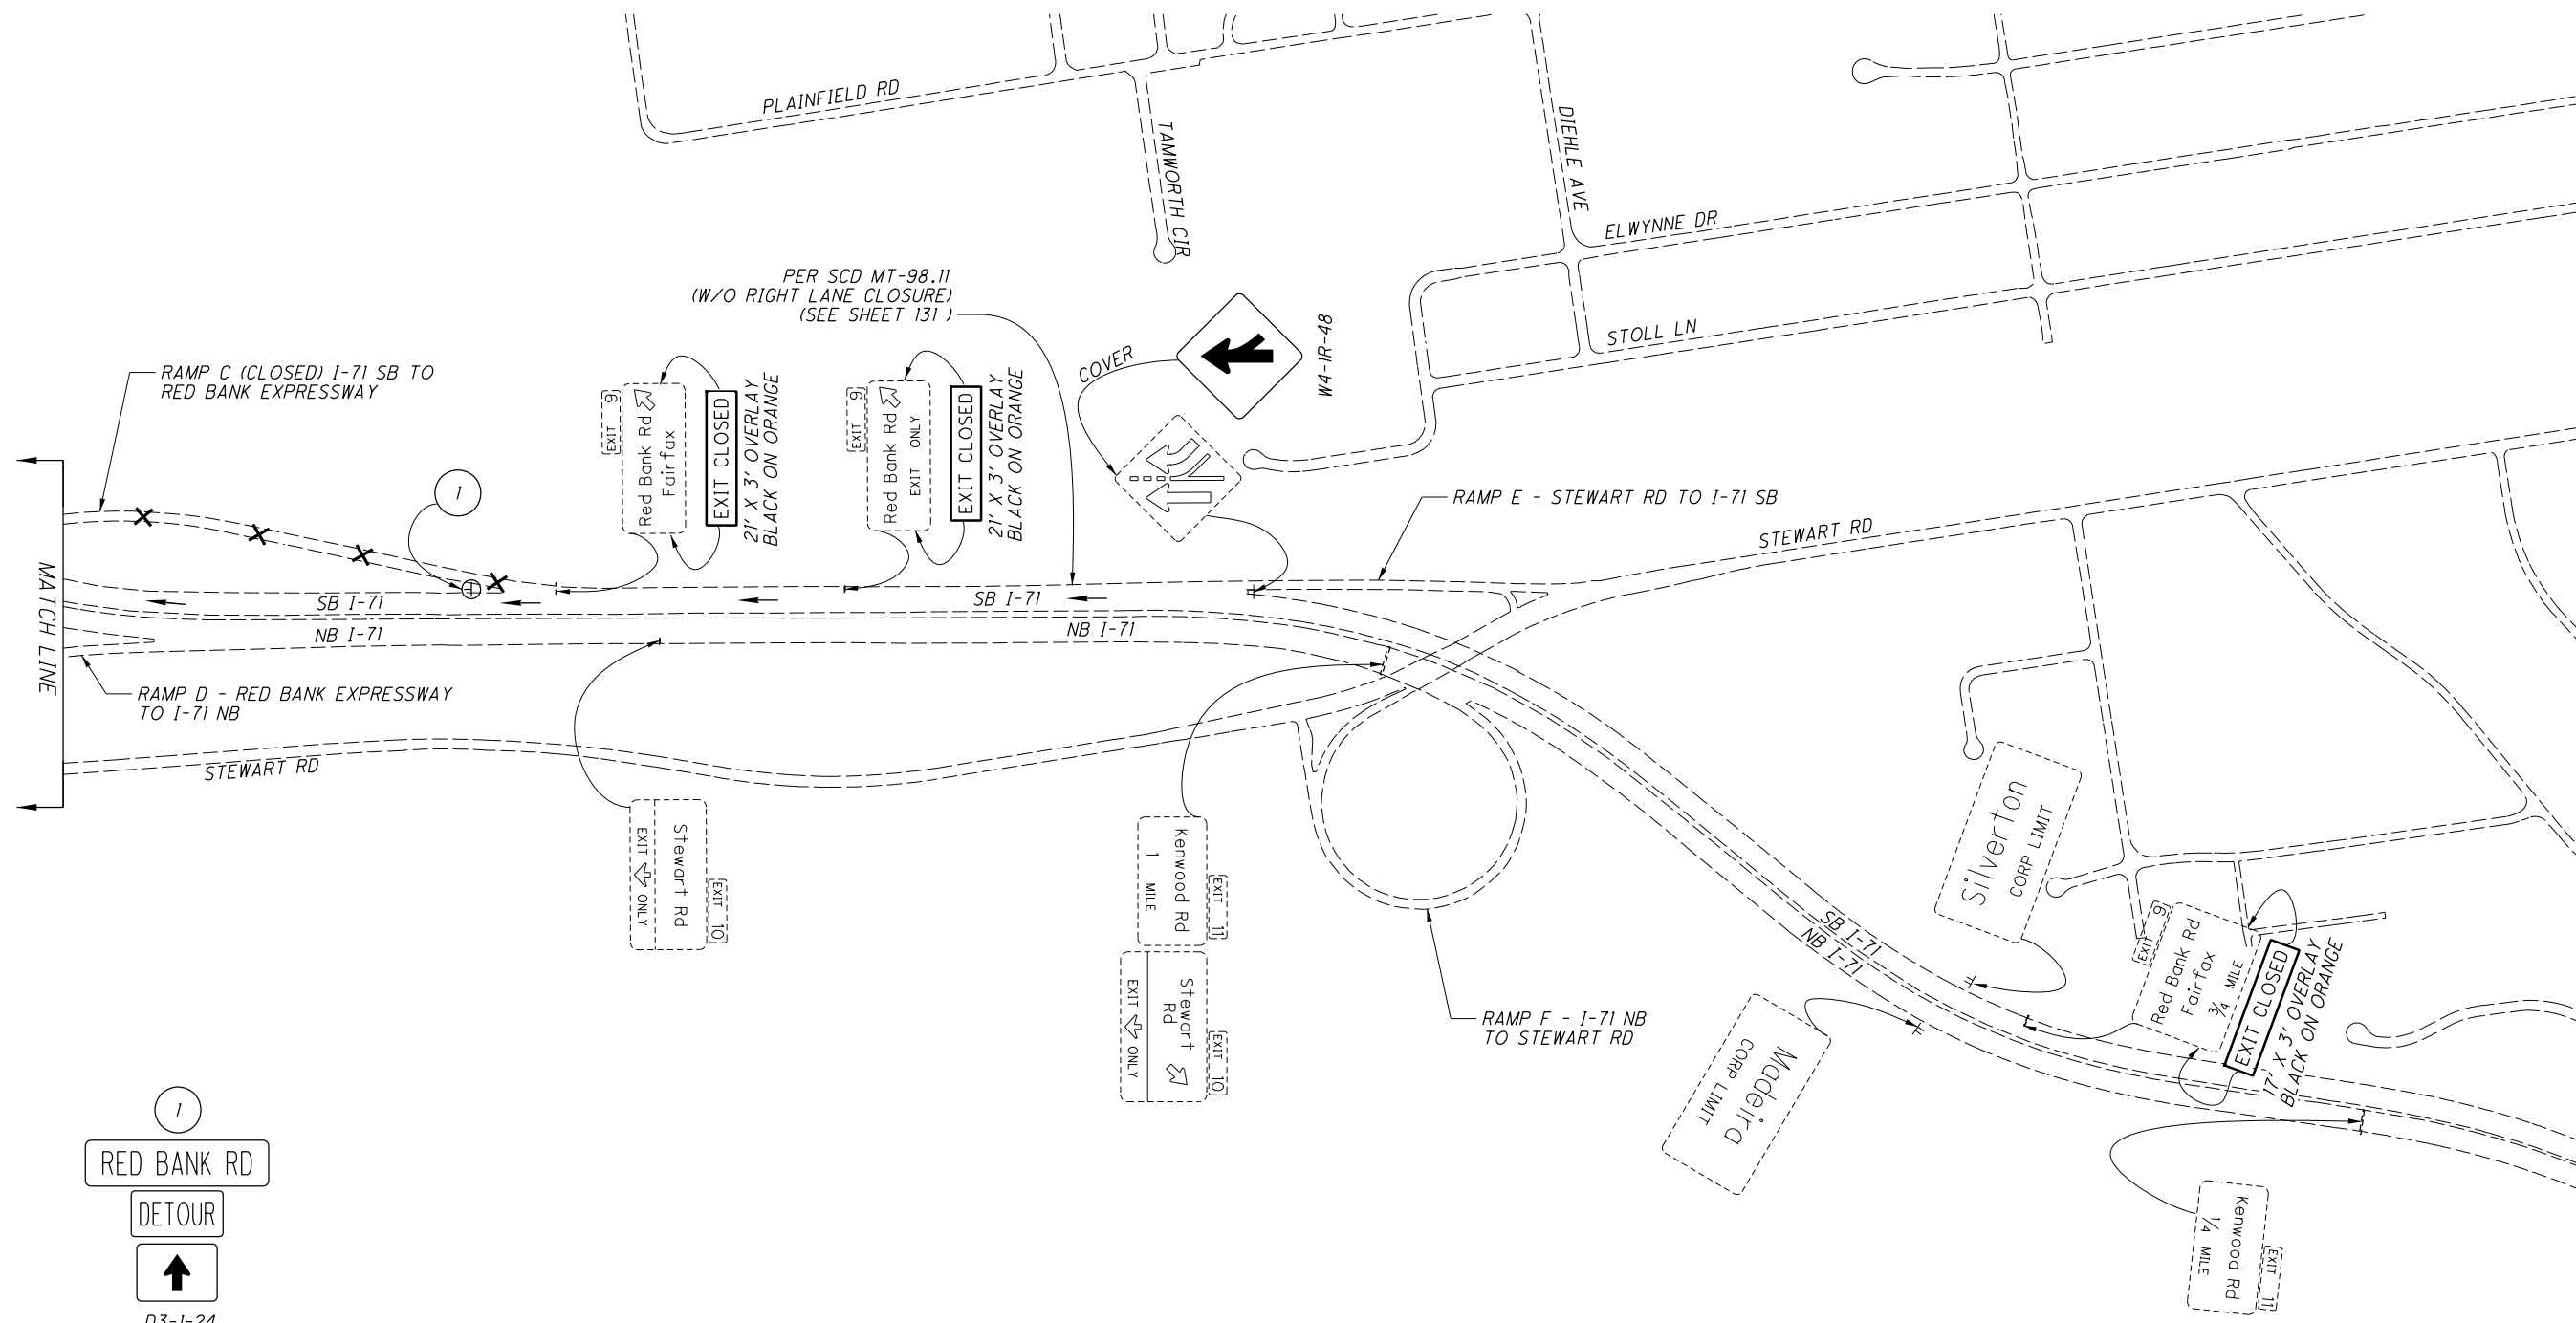 PLAINFIELD RD
TAMWORTH CIR
DIEHLE AVE
ELWYNNE DR
STOLL LN
PER SCD MT-98.11
(W/O RIGHT LANE CLOSURE)
(SEE SHEET 131 )
COVER
W4-1R-48
RAMP C (CLOSED) I-71 SB TO
RED BANK EXPRESSWAY
1
EXIT 9
Red Bank Rd
Fairfax
EXIT CLOSED
21' X 3' OVERLAY
BLACK ON ORANGE
EXIT 9
Red Bank Rd
EXIT ONLY
EXIT CLOSED
21' X 3' OVERLAY
BLACK ON ORANGE
RAMP E - STEWART RD TO I-71 SB
STEWART RD
MATCH LINE
SB I-71
SB I-71
NB I-71
NB I-71
RAMP D - RED BANK EXPRESSWAY
TO I-71 NB
STEWART RD
EXIT 10
Stewart Rd
EXIT ONLY
EXIT 11
Kenwood Rd
1 MILE
EXIT 10
Stewart
Rd
EXIT ONLY
RAMP F - I-71 NB
TO STEWART RD
SB I-71
NB I-71
Silverton
CORP LIMIT
Madeira
CORP LIMIT
EXIT 9
Red Bank Rd
Fairfax
3/4 MILE
EXIT CLOSED
17' X 3' OVERLAY
BLACK ON ORANGE
EXIT 11
Kenwood Rd
1/4 MILE
1
RED BANK RD
DETOUR
D3-1-24